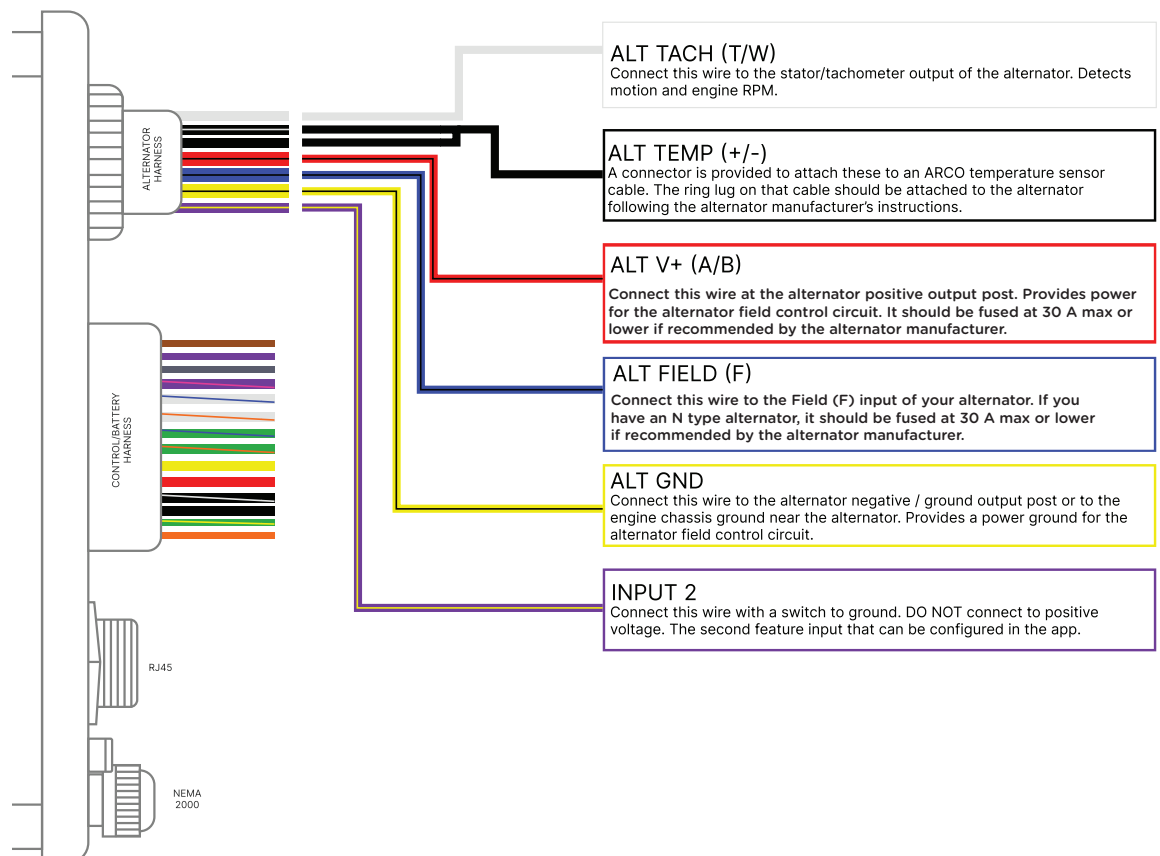 ALT TACH (T/W)
Connect this wire to the stator/tachometer output of the alternator. Detects
motion and engine RPM.
ALTERNATOR
HARNESS
ALT TEMP (+/-)
A connector is provided to attach these to an ARCO temperature sensor
cable. The ring lug on that cable should be attached to the alternator
following the alternator manufacturer's instructions.
ALT V+ (A/B)
Connect this wire at the alternator positive output post. Provides power
for the alternator field control circuit. It should be fused at 30 A max or
lower if recommended by the alternator manufacturer.
ALT FIELD (F)
Connect this wire to the Field (F) input of your alternator. If you
have an N type alternator, it should be fused at 30 A max or lower
if recommended by the alternator manufacturer.
CONTROL/BATTERY
HARNESS
ALT GND
Connect this wire to the alternator negative / ground output post or to the
engine chassis ground near the alternator. Provides a power ground for the
alternator field control circuit.
INPUT 2
Connect this wire with a switch to ground. DO NOT connect to positive
voltage. The second feature input that can be configured in the app.
RJ45
NEMA
2000